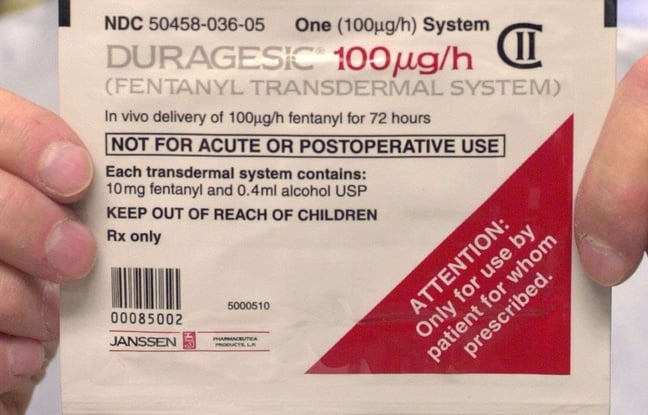 NDC 50458-036-05 One (100µg/h) System
CII
DURAGESIC® 100µg/h
(FENTANYL TRANSDERMAL SYSTEM)
In vivo delivery of 100µg/h fentanyl for 72 hours
NOT FOR ACUTE OR POSTOPERATIVE USE
Each transdermal system contains:
10mg fentanyl and 0.4ml alcohol USP
KEEP OUT OF REACH OF CHILDREN
Rx only
ATTENTION:
Only for use by
patient for whom
prescribed.
00085002
5000510
JANSSEN
PHARMACEUTICA
PRODUCTS, L.P.